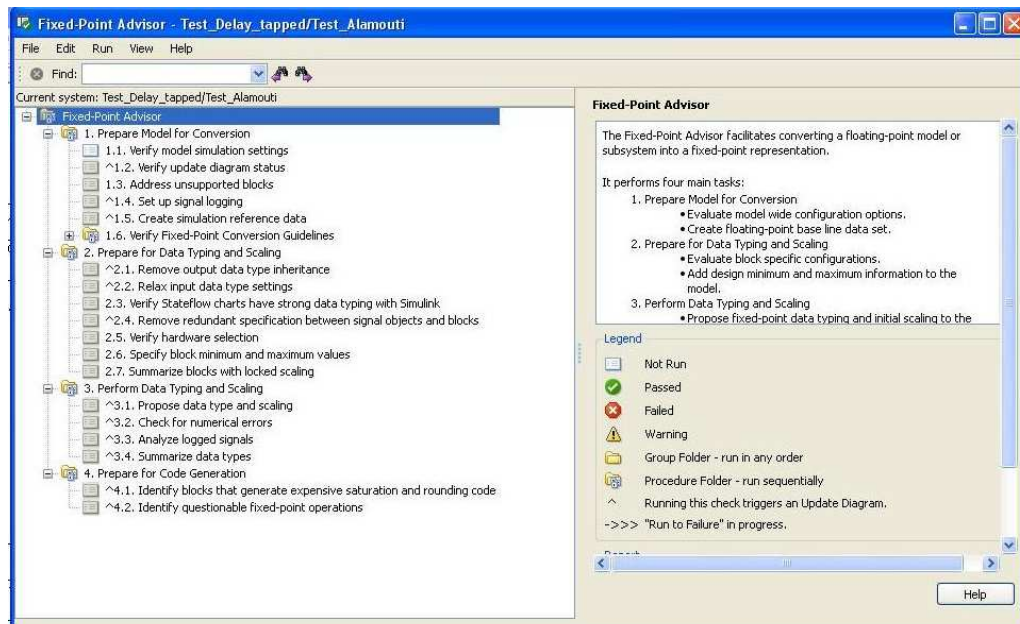 Fixed-Point Advisor - Test_Delay_tapped/Test_Alamouti
File Edit Run View Help
Find:
Current system: Test_Delay_tapped/Test_Alamouti
Fixed-Point Advisor
1. Prepare Model for Conversion
1.1. Verify model simulation settings
^1.2. Verify update diagram status
1.3. Address unsupported blocks
^1.4. Set up signal logging
^1.5. Create simulation reference data
1.6. Verify Fixed-Point Conversion Guidelines
2. Prepare for Data Typing and Scaling
^2.1. Remove output data type inheritance
^2.2. Relax input data type settings
2.3. Verify Stateflow charts have strong data typing with Simulink
^2.4. Remove redundant specification between signal objects and blocks
2.5. Verify hardware selection
2.6. Specify block minimum and maximum values
2.7. Summarize blocks with locked scaling
3. Perform Data Typing and Scaling
^3.1. Propose data type and scaling
^3.2. Check for numerical errors
^3.3. Analyze logged signals
^3.4. Summarize data types
4. Prepare for Code Generation
^4.1. Identify blocks that generate expensive saturation and rounding code
^4.2. Identify questionable fixed-point operations
Fixed-Point Advisor
The Fixed-Point Advisor facilitates converting a floating-point model or
subsystem into a fixed-point representation.
It performs four main tasks:
1. Prepare Model for Conversion
• Evaluate model wide configuration options.
• Create floating-point base line data set.
2. Prepare for Data Typing and Scaling
• Evaluate block specific configurations.
• Add design minimum and maximum information to the
model.
3. Perform Data Typing and Scaling
• Propose fixed-point data typing and initial scaling to the
Legend
Not Run
Passed
Failed
Warning
Group Folder - run in any order
Procedure Folder - run sequentially
^ Running this check triggers an Update Diagram.
->>> "Run to Failure" in progress.
Help